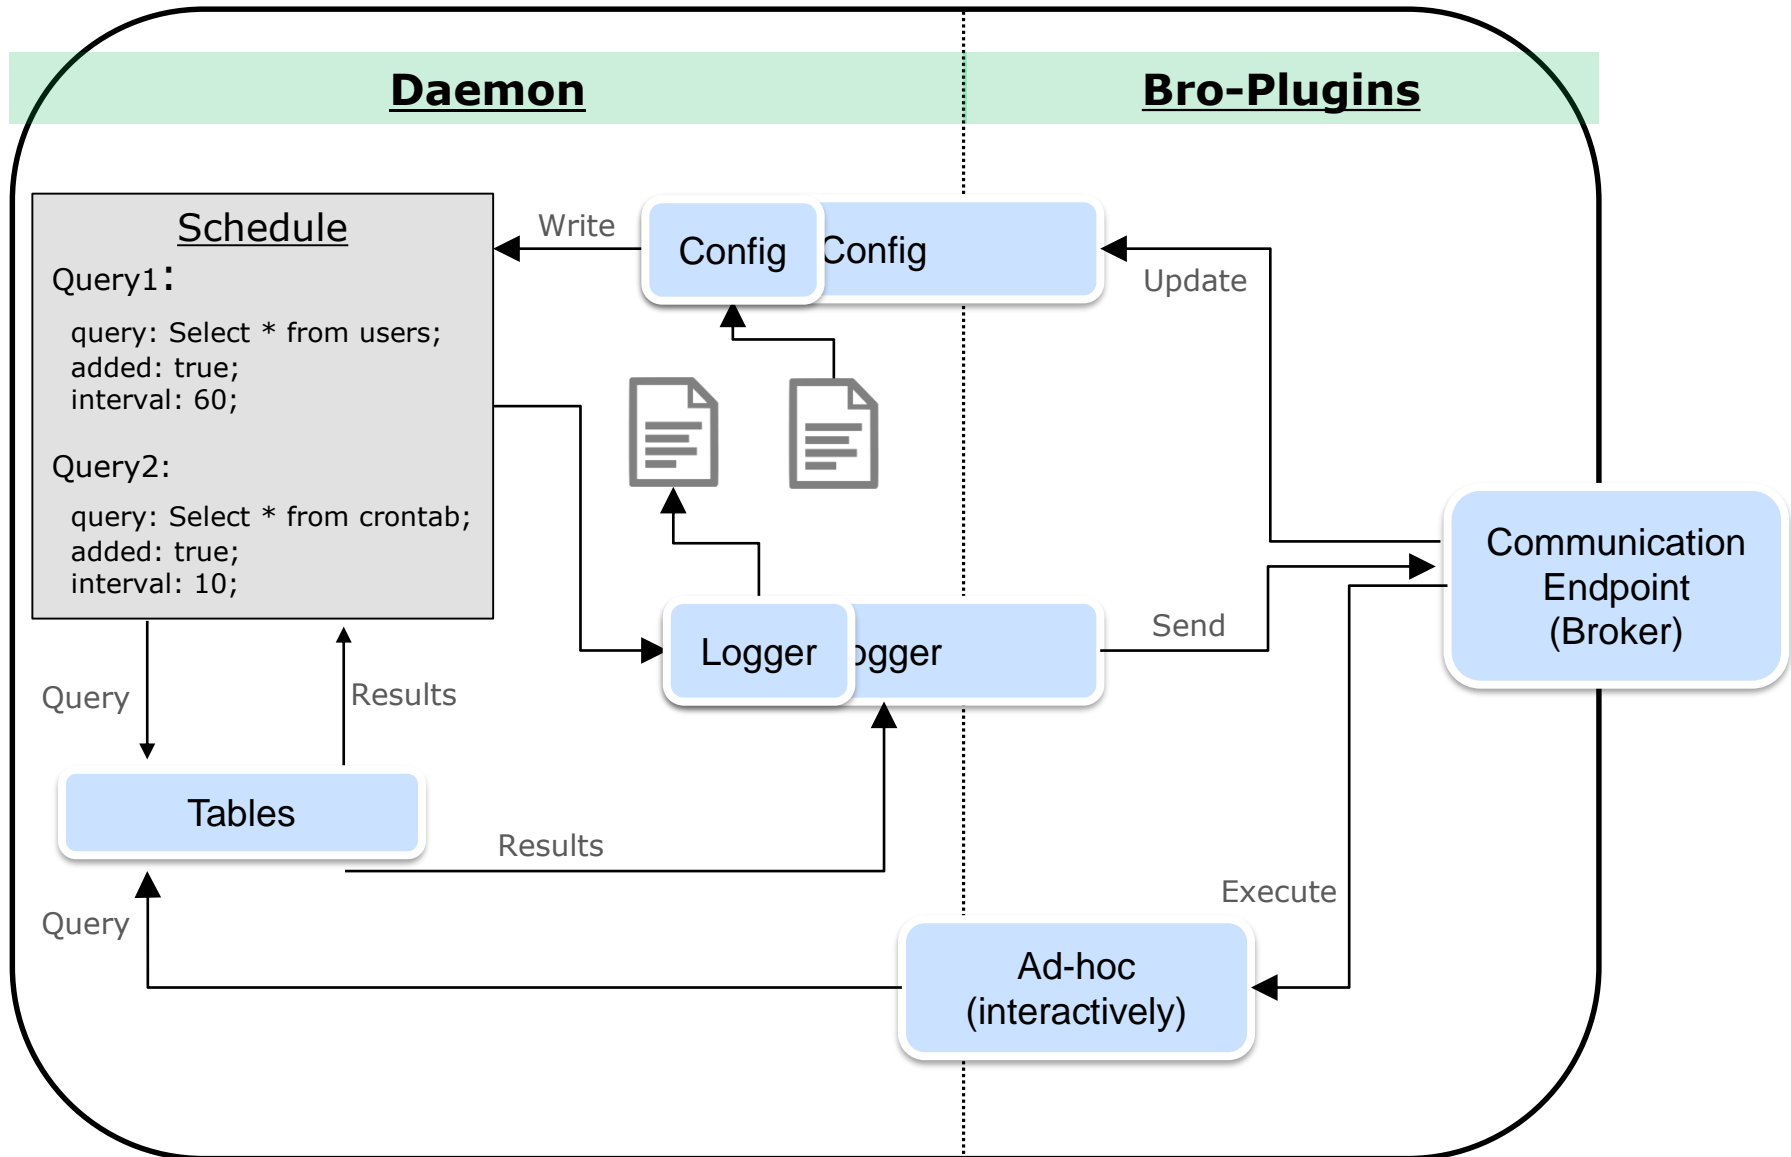 Daemon
Bro-Plugins
Schedule
Query1:
query: Select * from users;
added: true;
interval: 60;
Query2:
query: Select * from crontab;
added: true;
interval: 10;
Write
Config
Config
Update
Communication
Endpoint
(Broker)
Logger
ogger
Send
Query
Results
Tables
Results
Query
Execute
Ad-hoc
(interactively)